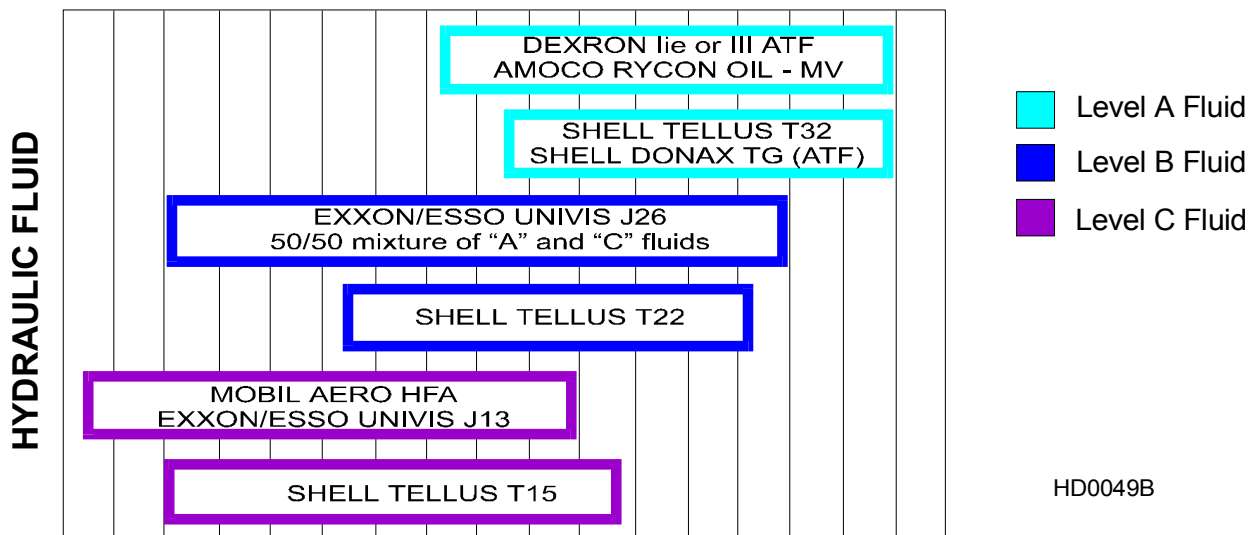 HYDRAULIC FLUID
DEXRON Iie or III ATF
AMOCO RYCON OIL - MV
SHELL TELLUS T32
SHELL DONAX TG (ATF)
EXXON/ESSO UNIVIS J26
50/50 mixture of “A” and “C” fluids
SHELL TELLUS T22
MOBIL AERO HFA
EXXON/ESSO UNIVIS J13
SHELL TELLUS T15
Level A Fluid
Level B Fluid
Level C Fluid
HD0049B